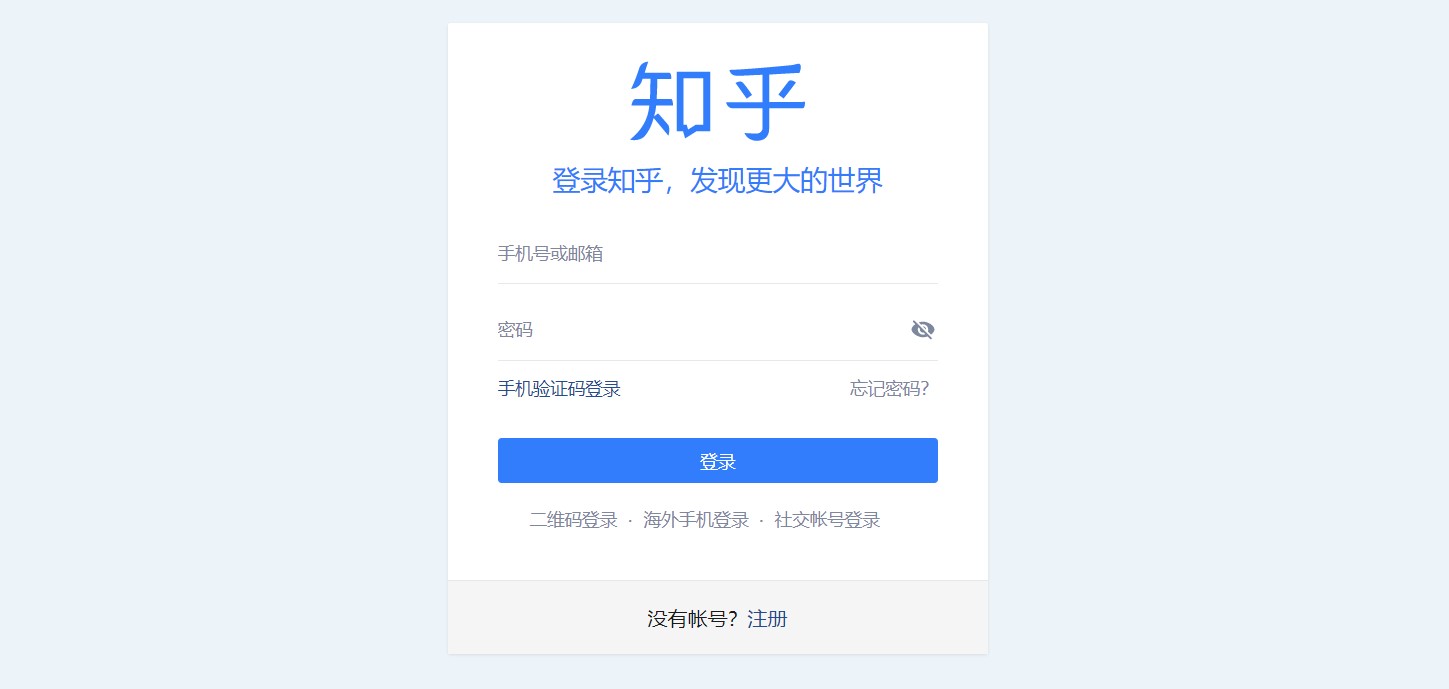 知乎
登录知乎，发现更大的世界
手机号或邮箱
密码
手机验证码登录 忘记密码?
登录
二维码登录 · 海外手机登录 · 社交帐号登录
没有帐号? 注册